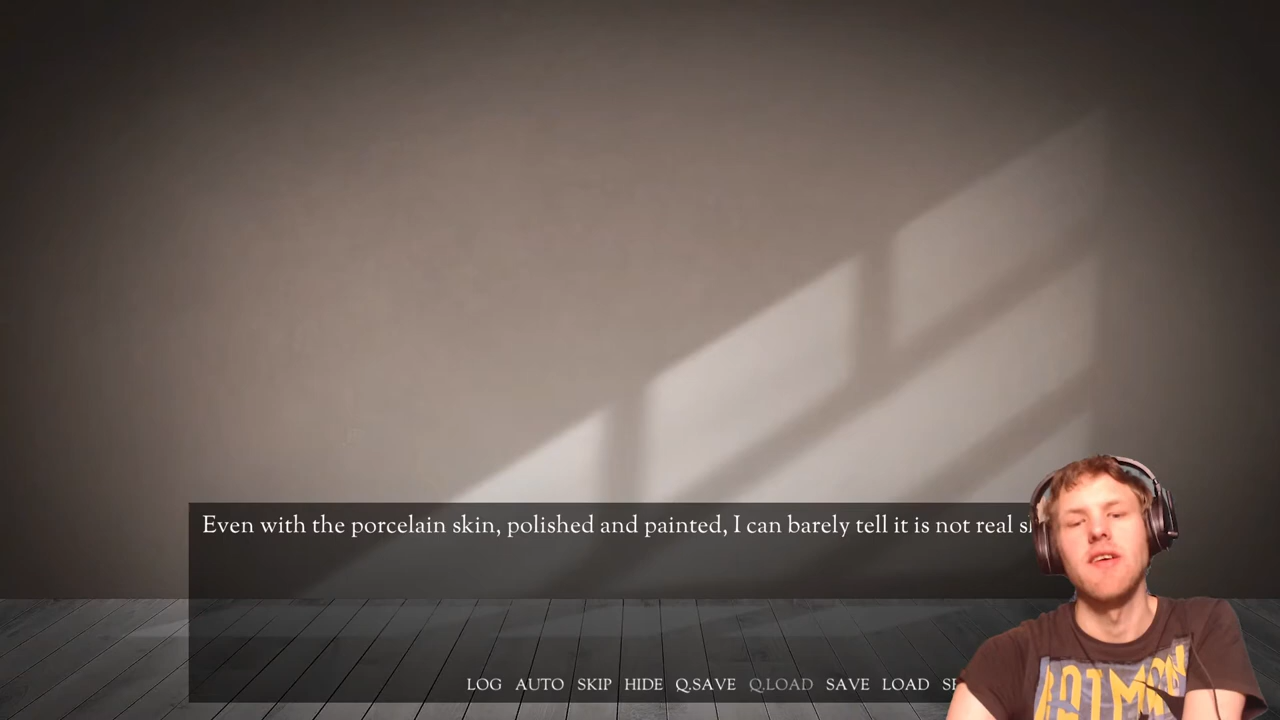 Even with the porcelain skin, polished and painted, I can barely tell it is not real
LOG AUTO SKIP HIDE Q.SAVE Q.LOAD SAVE LOAD
BATMAN